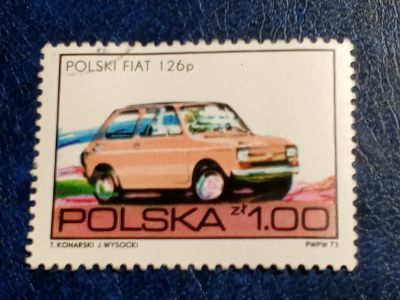 POLSKI FIAT 126p
POLSKA zł 1.00
T. KONARSKI J. WYSOCKI PWPW 73